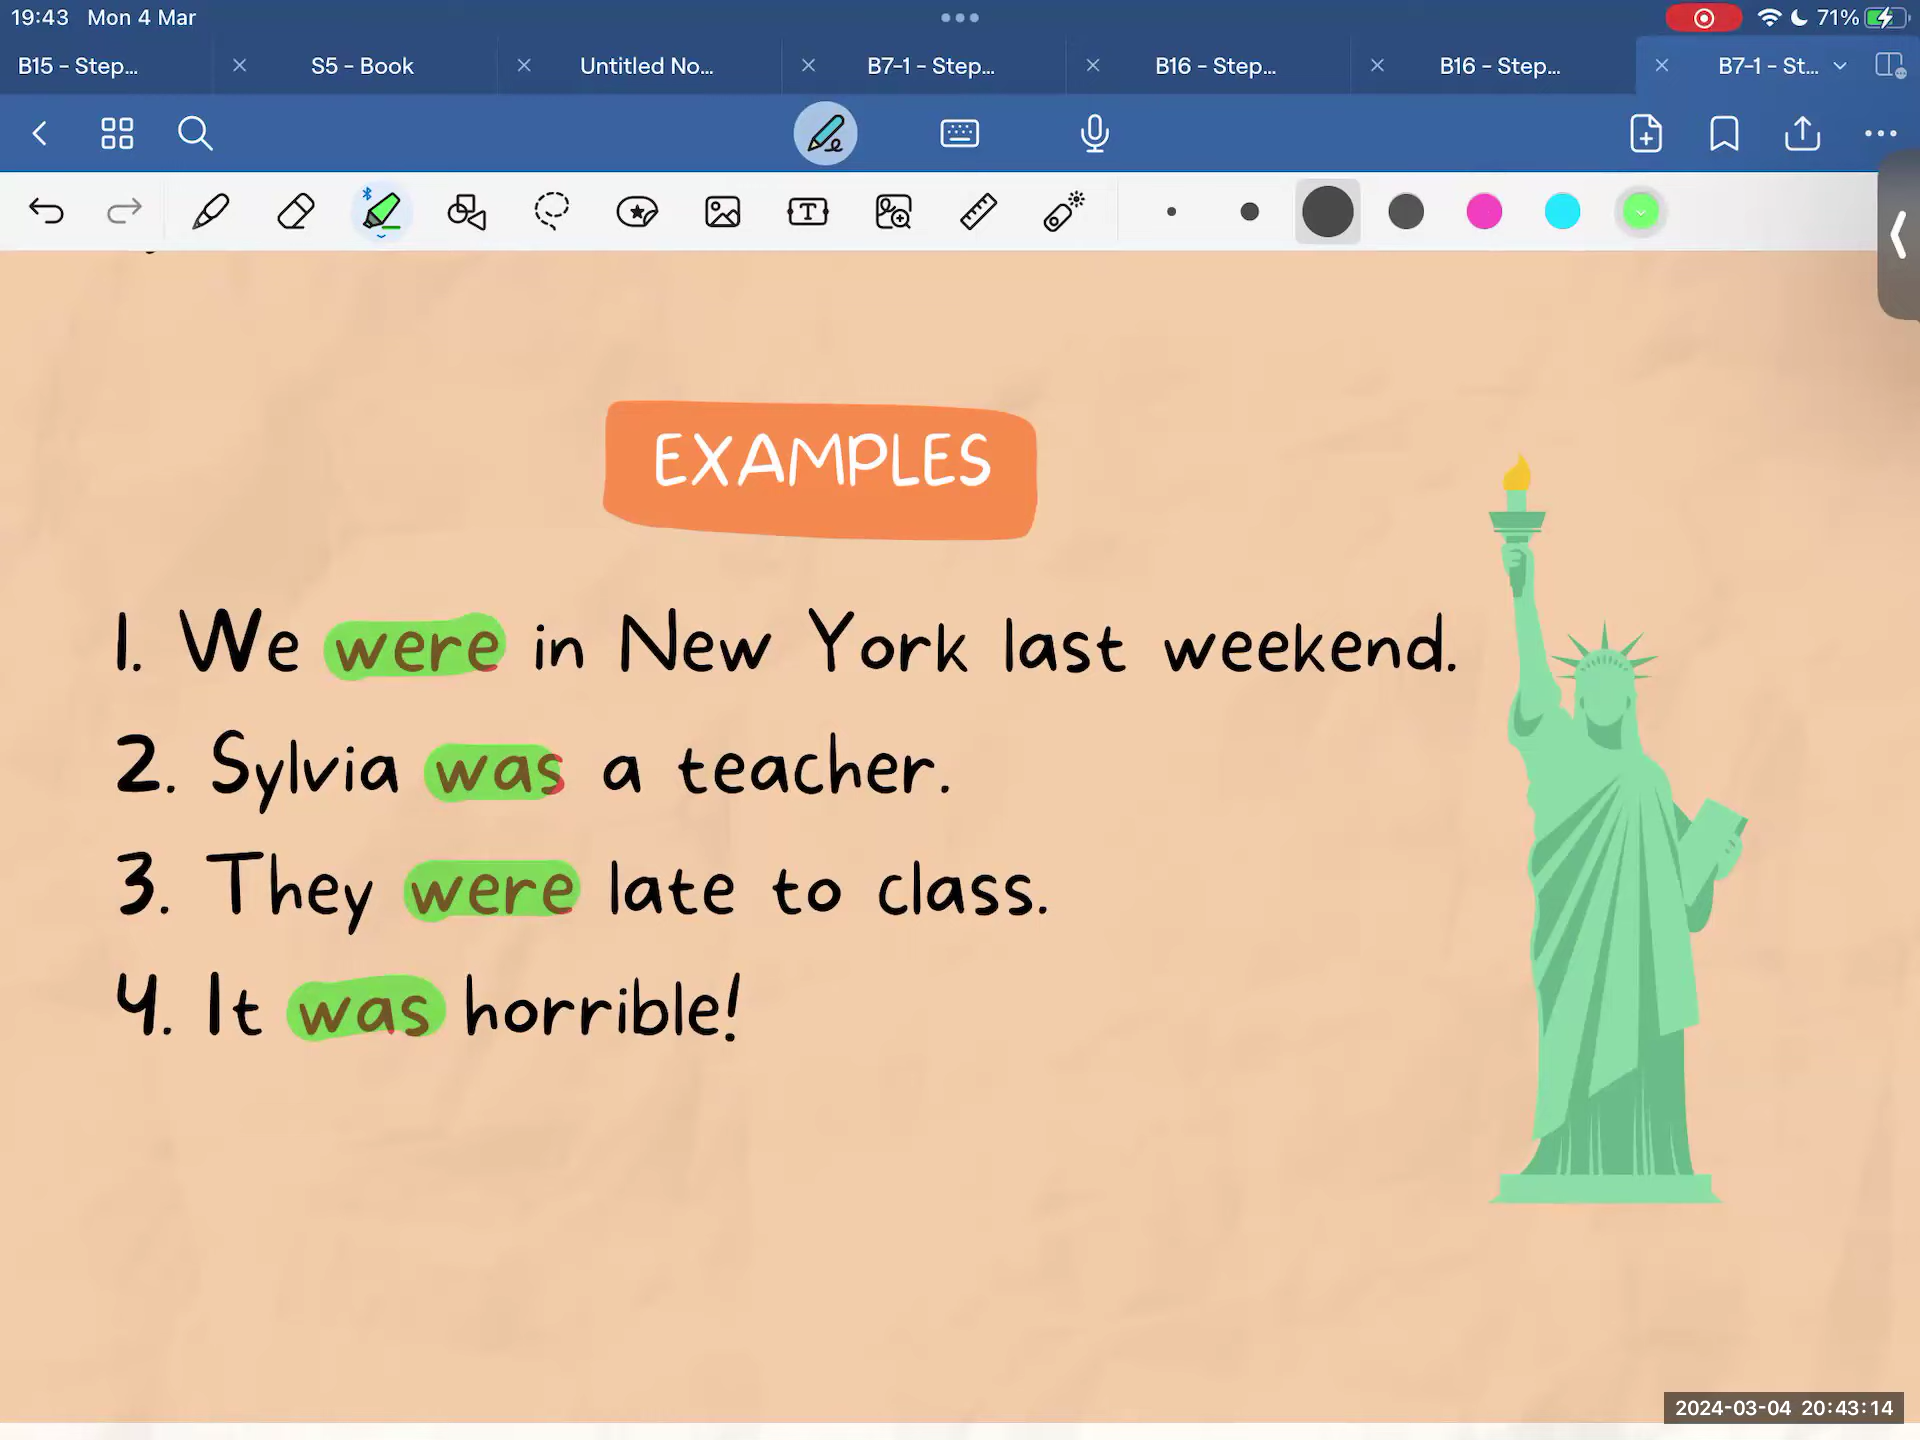 19:43 Mon 4 Mar
71%
B15 - Step...
S5 - Book
Untitled No...
B7-1 - Step...
B16 - Step...
B16 - Step...
B7-1 - St...
EXAMPLES
1. We were in New York last weekend.
2. Sylvia was a teacher.
3. They were late to class.
4. It was horrible!
2024-03-04 20:43:14